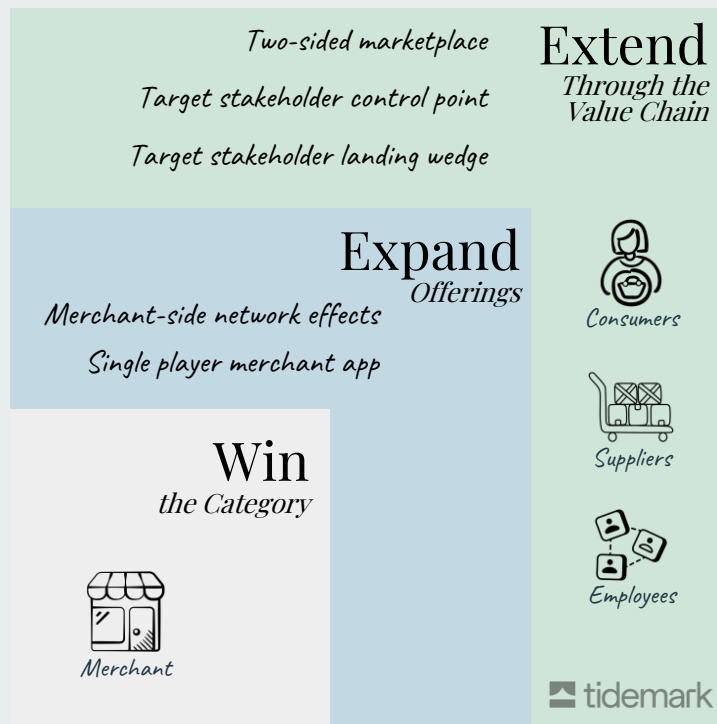 Two-sided marketplace
Target stakeholder control point
Target stakeholder landing wedge
Extend
Through the
Value Chain
Expand
Offerings
Merchant-side network effects
Single player merchant app
Win
the Category
Merchant
Consumers
Suppliers
Employees
tidemark